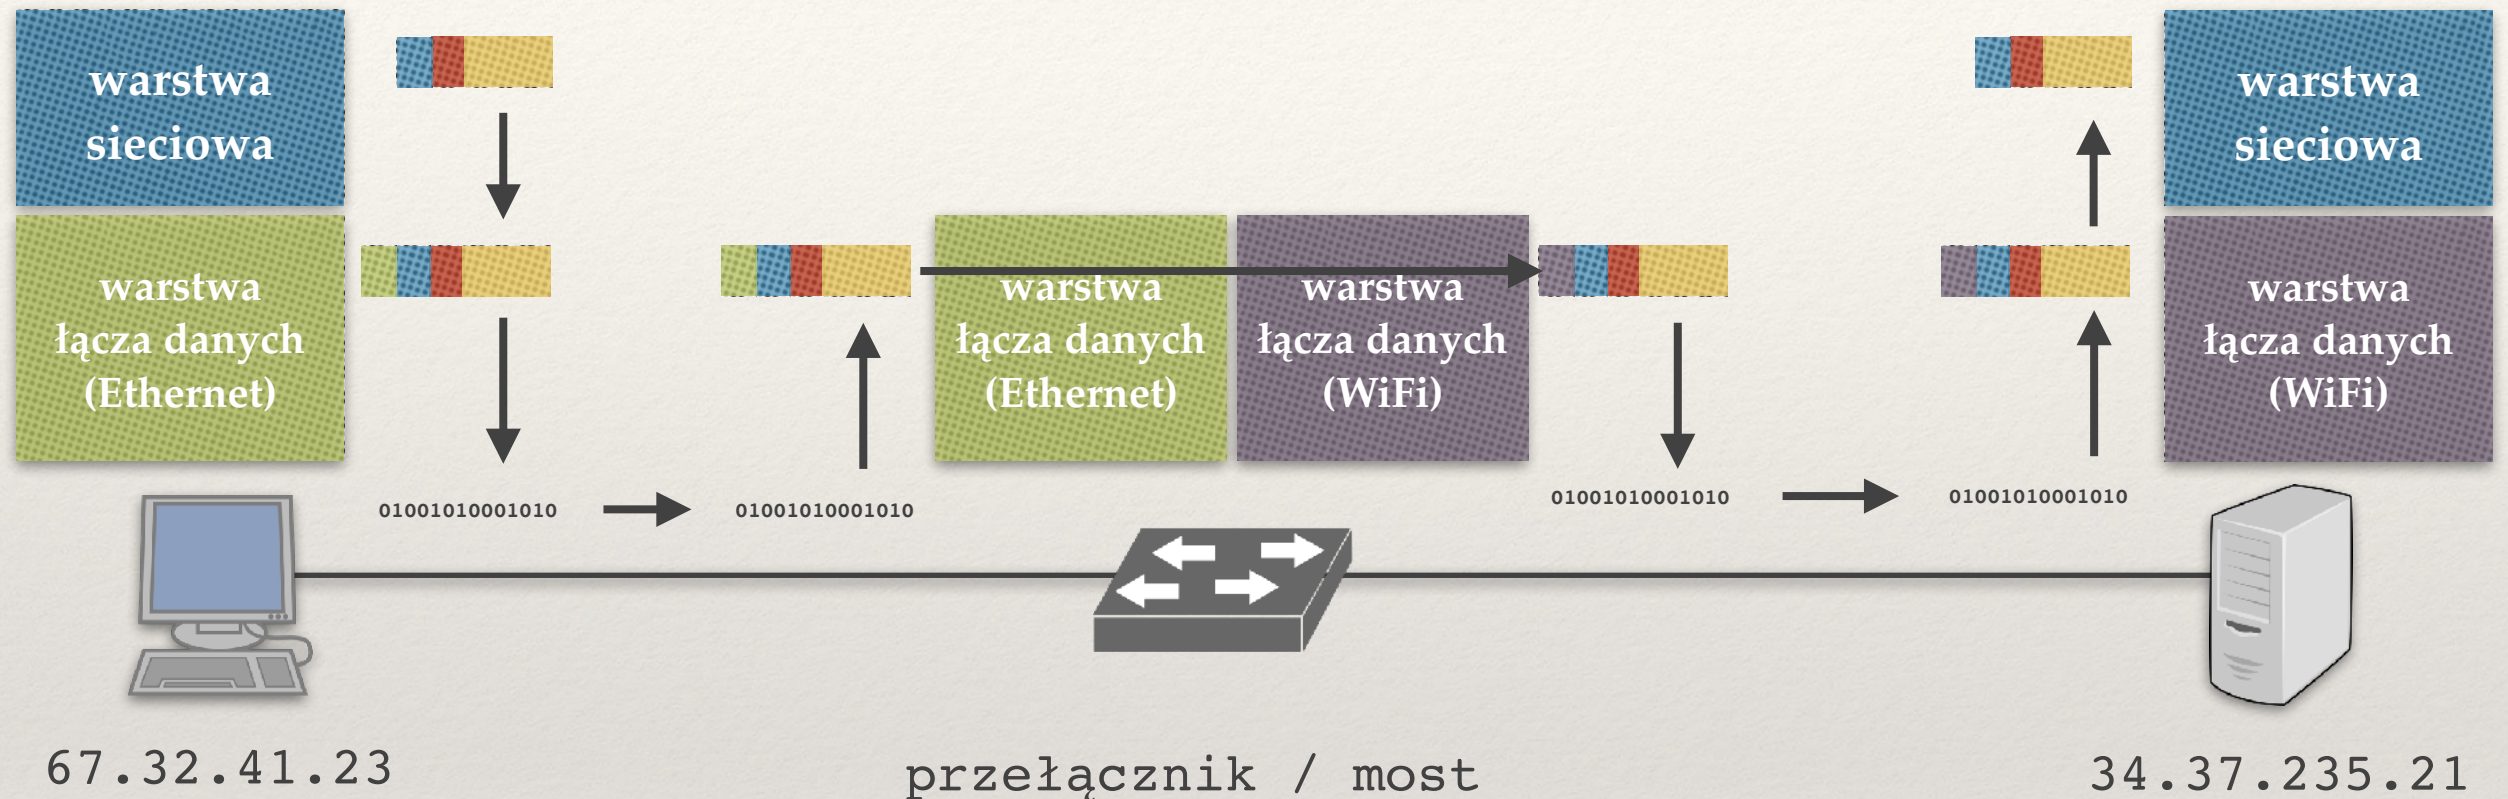 warstwa
sieciowa
warstwa
łącza danych
(Ethernet)
01001010001010
01001010001010
warstwa
łącza danych
(Ethernet)
warstwa
łącza danych
(WiFi)
01001010001010
01001010001010
warstwa
sieciowa
warstwa
łącza danych
(WiFi)
67.32.41.23
przełącznik / most
34.37.235.21